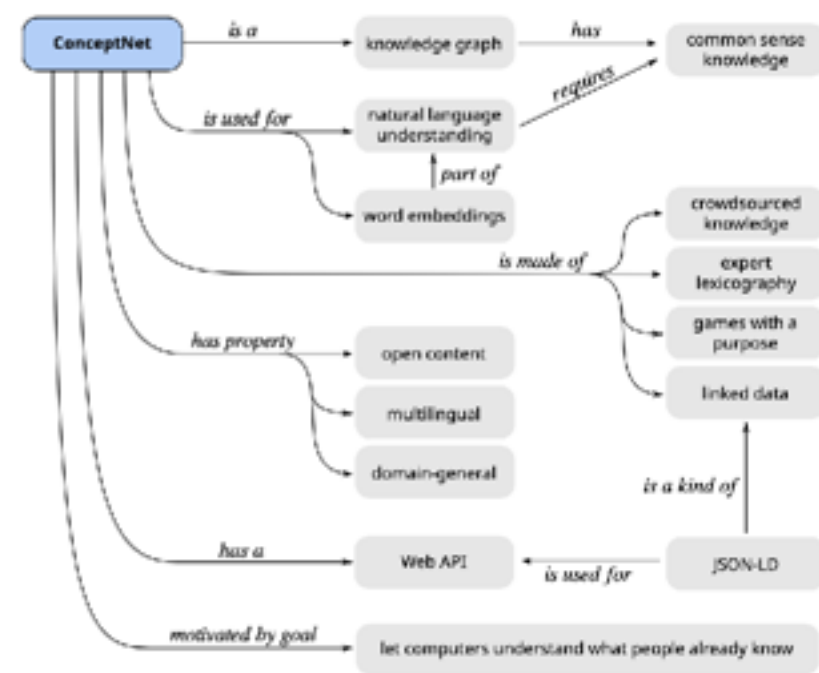 ConceptNet
is a
knowledge graph
has
common sense
knowledge
is used for
natural language
understanding
requires
part of
word embeddings
crowdsourced
knowledge
is made of
expert
lexicography
games with a
purpose
has property
open content
linked data
multilingual
domain-general
is a kind of
has a
Web API
is used for
JSON-LD
motivated by goal
let computers understand what people already know